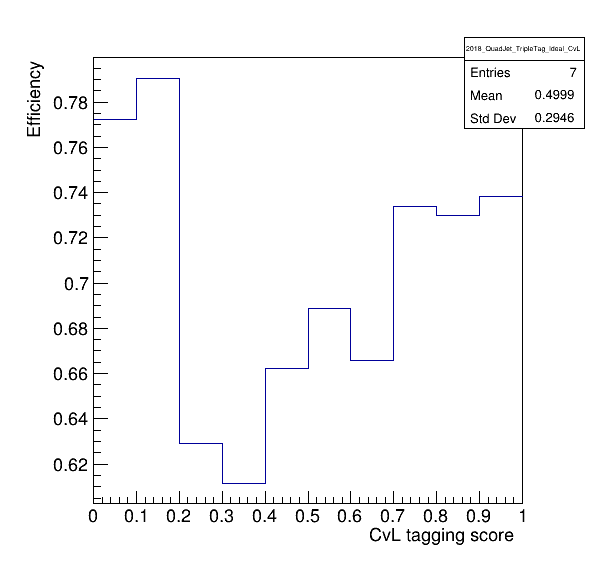 2018_QuadJet_TripleTag_Ideal_CvL
Entries 7
Mean 0.4999
Std Dev 0.2946
Efficiency
0.78
0.76
0.74
0.72
0.7
0.68
0.66
0.64
0.62
0 0.1 0.2 0.3 0.4 0.5 0.6 0.7 0.8 0.9 1
CvL tagging score